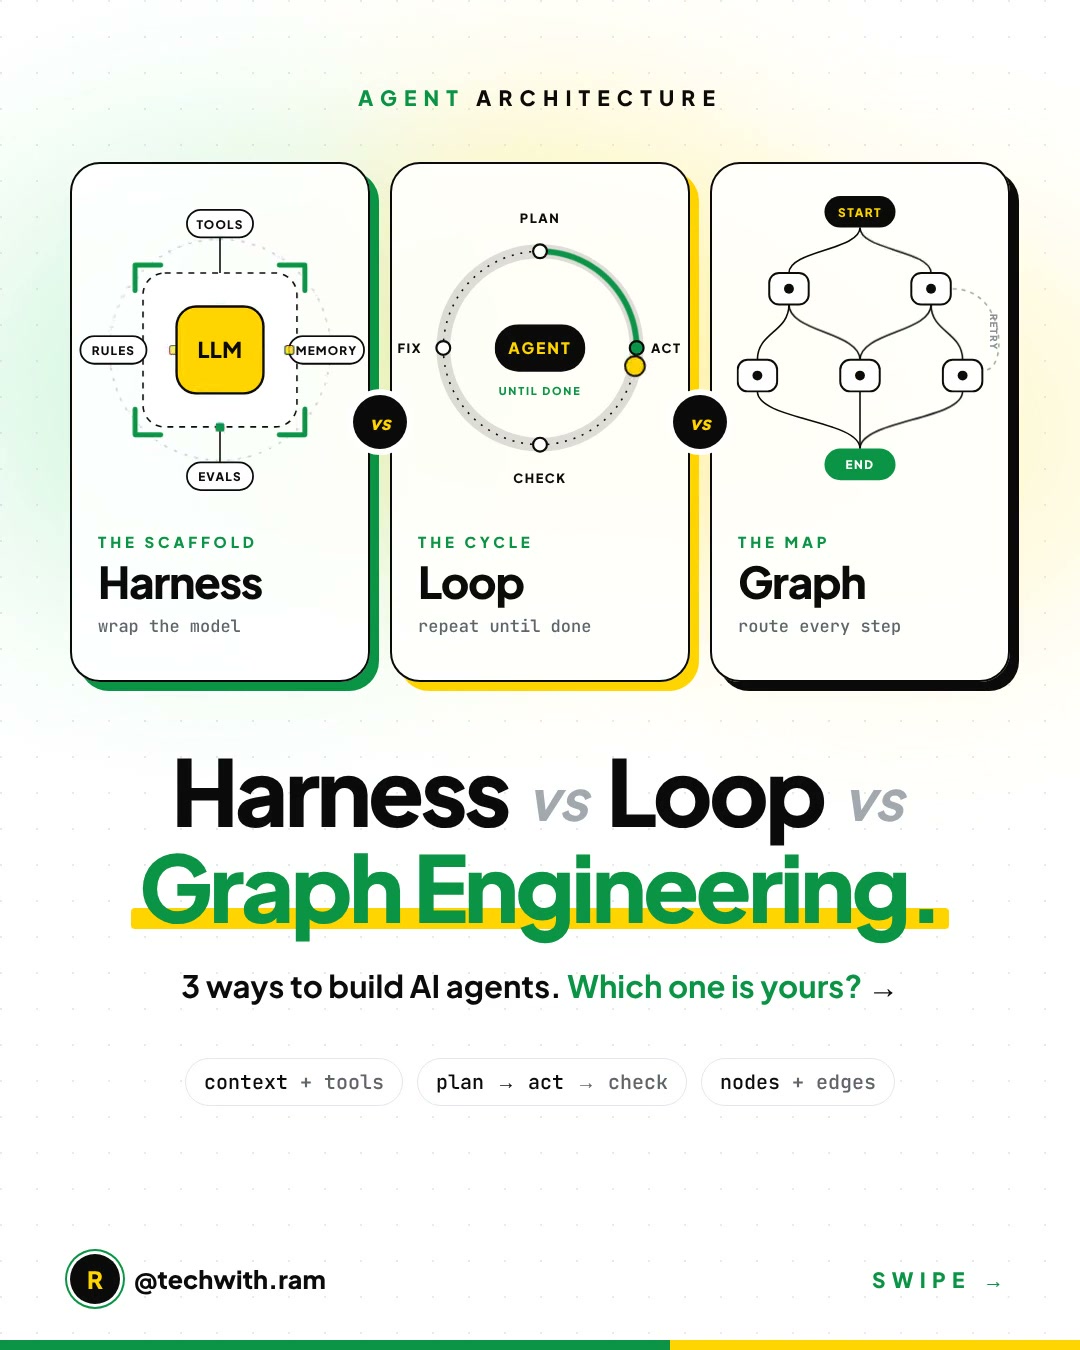 AGENT ARCHITECTURE
TOOLS
RULES
LLM
MEMORY
EVALS
THE SCAFFOLD
Harness
wrap the model
vs
PLAN
FIX
AGENT
ACT
UNTIL DONE
CHECK
THE CYCLE
Loop
repeat until done
vs
START
RETRY
END
THE MAP
Graph
route every step
Harness vs Loop vs
Graph Engineering.
3 ways to build AI agents. Which one is yours? →
context + tools
plan → act → check
nodes + edges
R
@techwith.ram
SWIPE →